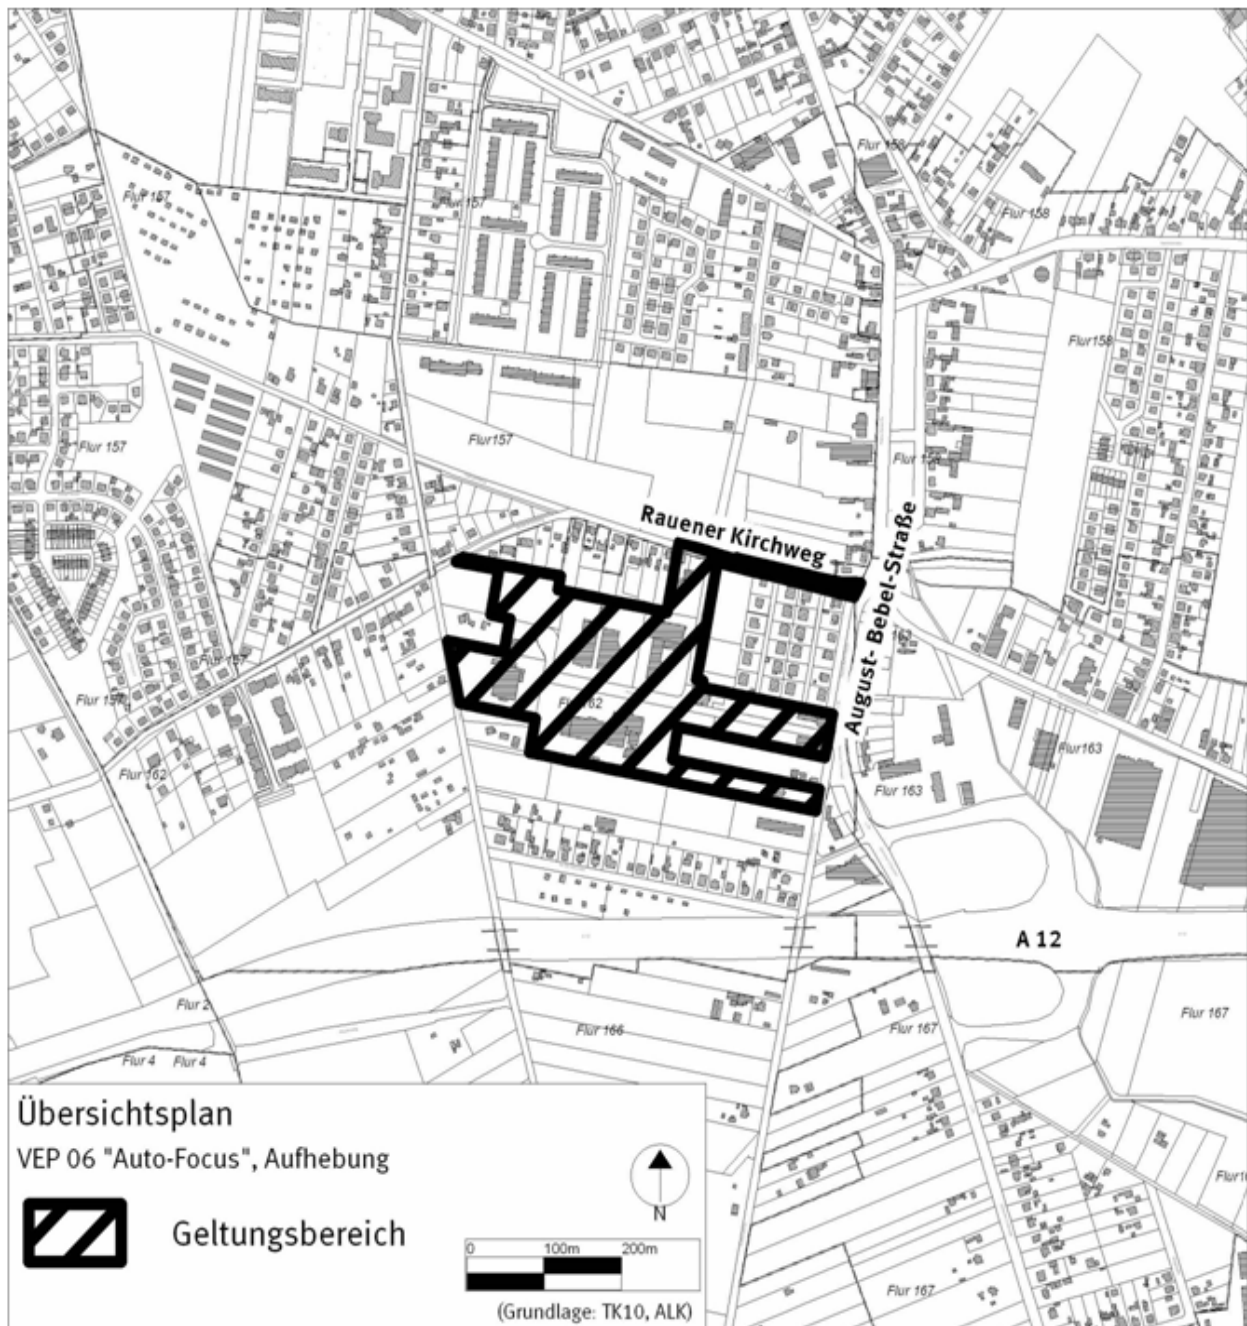 Flur 158
Flur 157
Flur 157
Flur 158
Flur158
Flur157
Flur 157
Flur 158
Rauener Kirchweg
August- Bebel-Straße
Flur 157
Flur 157
Flur 162
Flur163
Flur 162
Flur 163
A 12
Flur 2
Flur 166
Flur 167
Flur 167
Flur 4
Flur 4
Flur 167
Übersichtsplan
VEP 06 "Auto-Focus", Aufhebung
N
Geltungsbereich
0 100m 200m
(Grundlage: TK10, ALK)